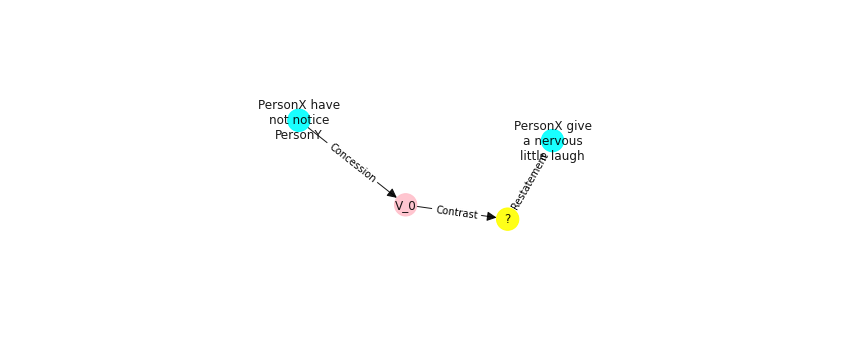 PersonX have
not notice
PersonY
PersonX give
a nervous
little laugh
Concession
Restatement
V_0
Contrast
?